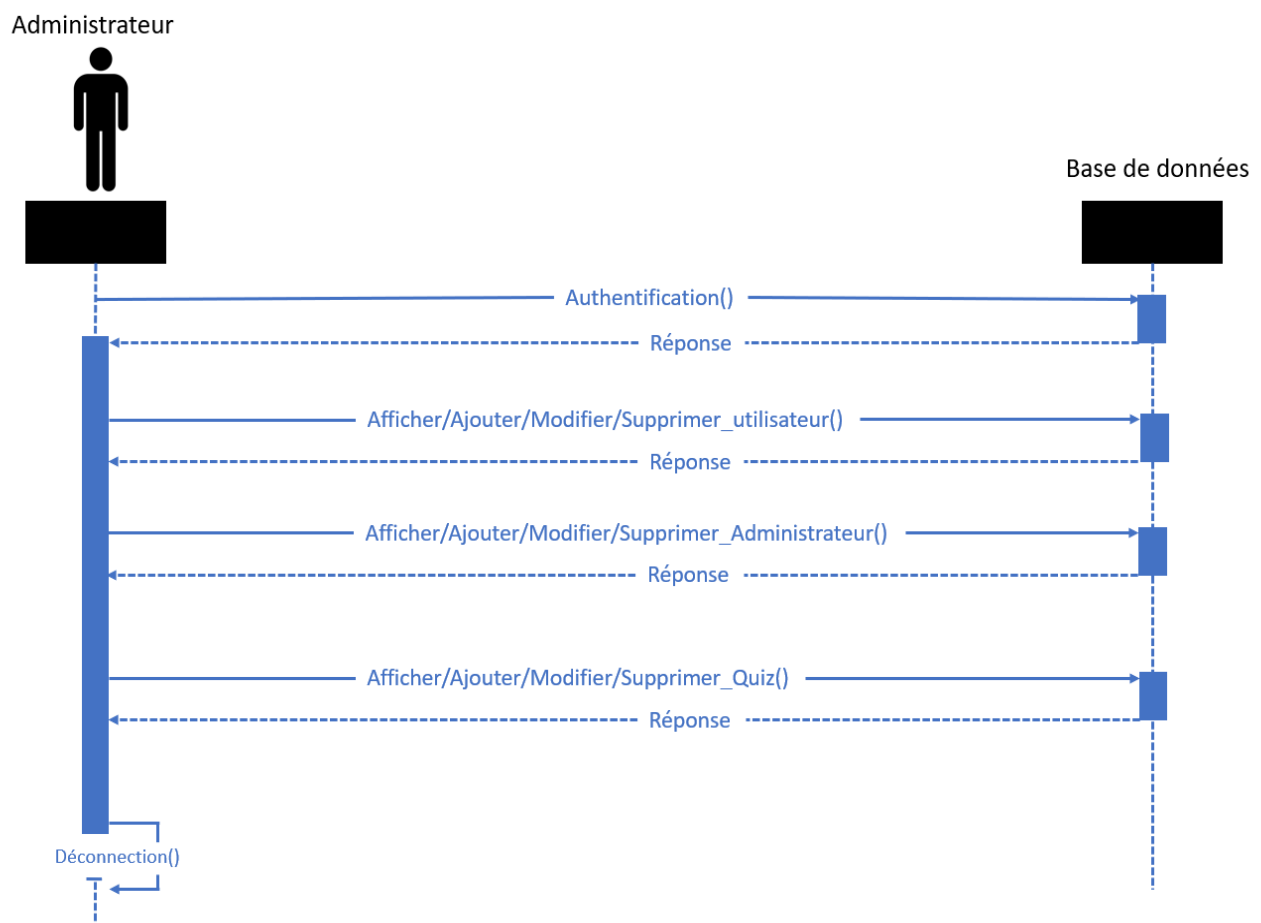 Administrateur
Base de données
Authentification()
Réponse
Afficher/Ajouter/Modifier/Supprimer_utilisateur()
Réponse
Afficher/Ajouter/Modifier/Supprimer_Administrateur()
Réponse
Afficher/Ajouter/Modifier/Supprimer_Quiz()
Réponse
Déconnection()